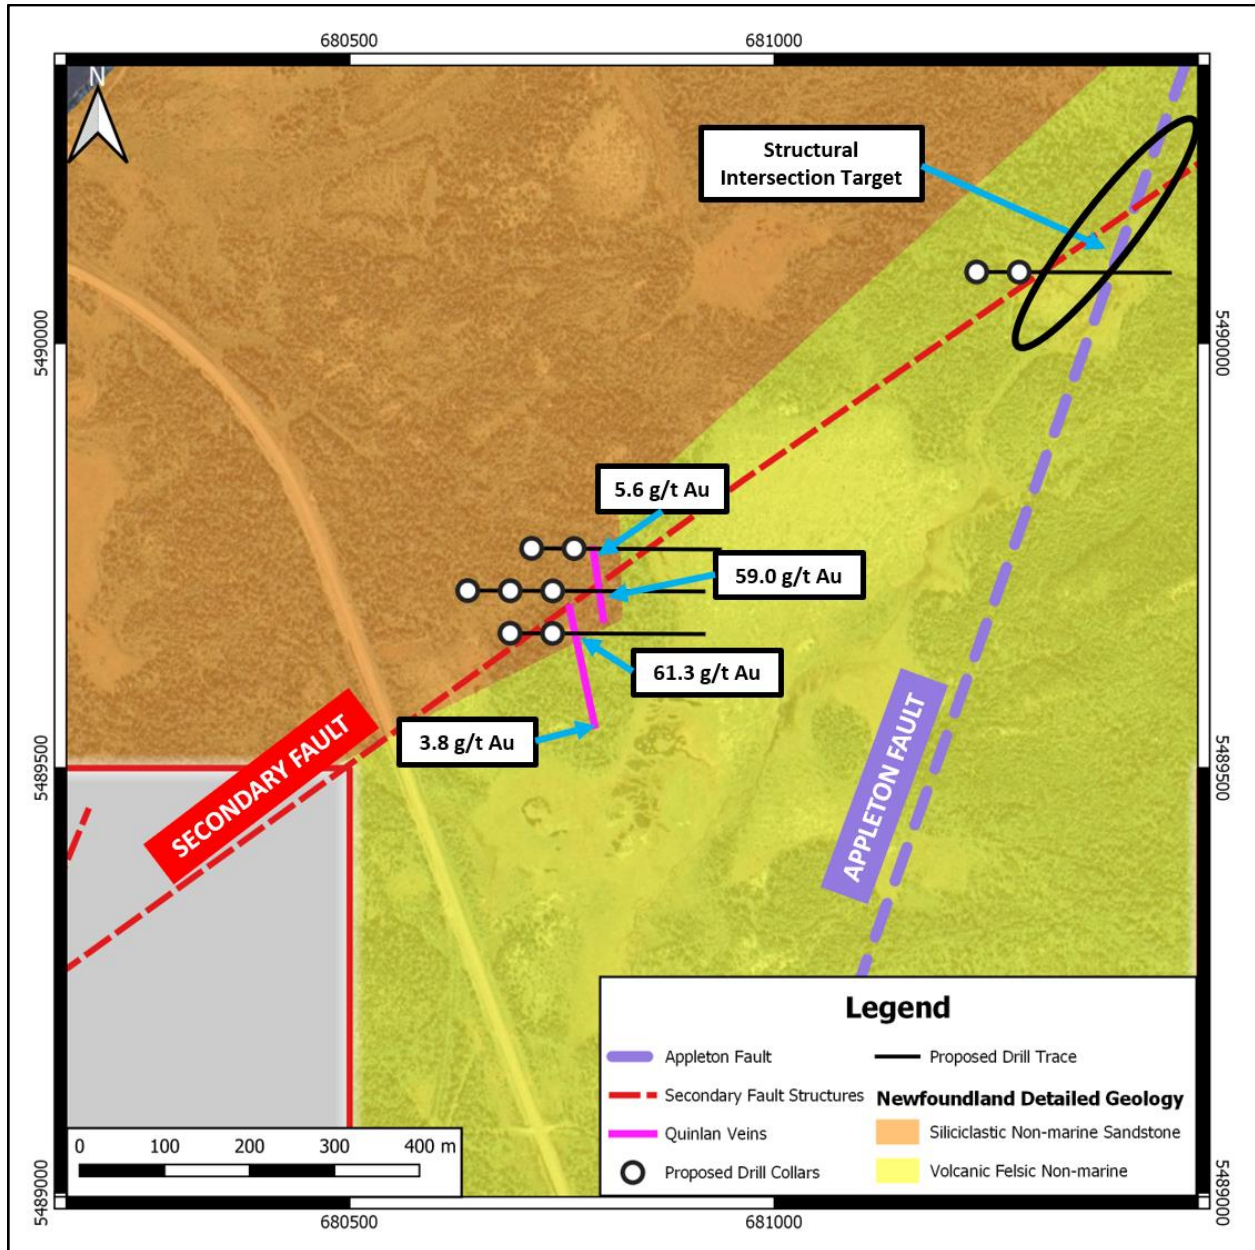 680500
681000
N
Structural
Intersection Target
5490000
5490000
5.6 g/t Au
59.0 g/t Au
61.3 g/t Au
3.8 g/t Au
SECONDARY FAULT
APPLETON FAULT
5489500
5489500
Legend
Appleton Fault
Secondary Fault Structures
Quinlan Veins
Proposed Drill Collars
Proposed Drill Trace
Newfoundland Detailed Geology
Siliciclastic Non-marine Sandstone
Volcanic Felsic Non-marine
0 100 200 300 400 m
5489000
5489000
680500
681000